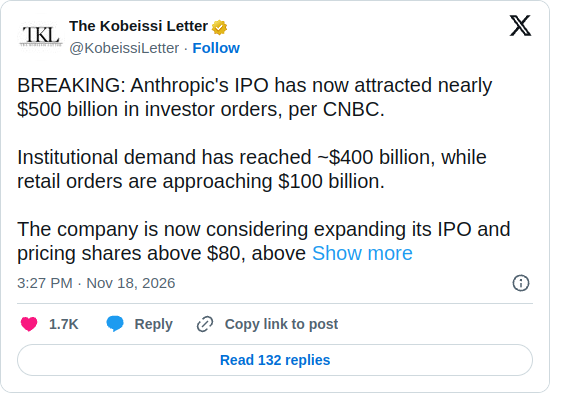 TKL
The Kobeissi Letter
@KobeissiLetter · Follow
BREAKING: Anthropic's IPO has now attracted nearly
$500 billion in investor orders, per CNBC.
Institutional demand has reached ~$400 billion, while
retail orders are approaching $100 billion.
The company is now considering expanding its IPO and
pricing shares above $80, above Show more
3:27 PM · Nov 18, 2026
1.7K Reply Copy link to post
Read 132 replies